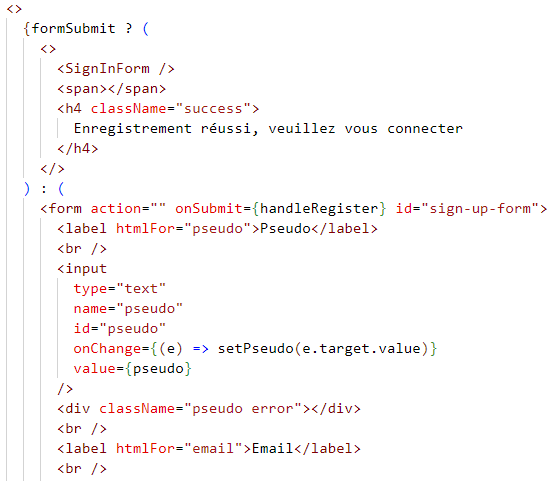 <>
{formSubmit ? (
<>
<SignInForm />
<span></span>
<h4 className="success">
Enregistrement réussi, veuillez vous connecter
</h4>
</>
) : (
<form action="" onSubmit={handleRegister} id="sign-up-form">
<label htmlFor="pseudo">Pseudo</label>
<br />
<input
type="text"
name="pseudo"
id="pseudo"
onChange={(e) => setPseudo(e.target.value)}
value={pseudo}
/>
<div className="pseudo error"></div>
<br />
<label htmlFor="email">Email</label>
<br />